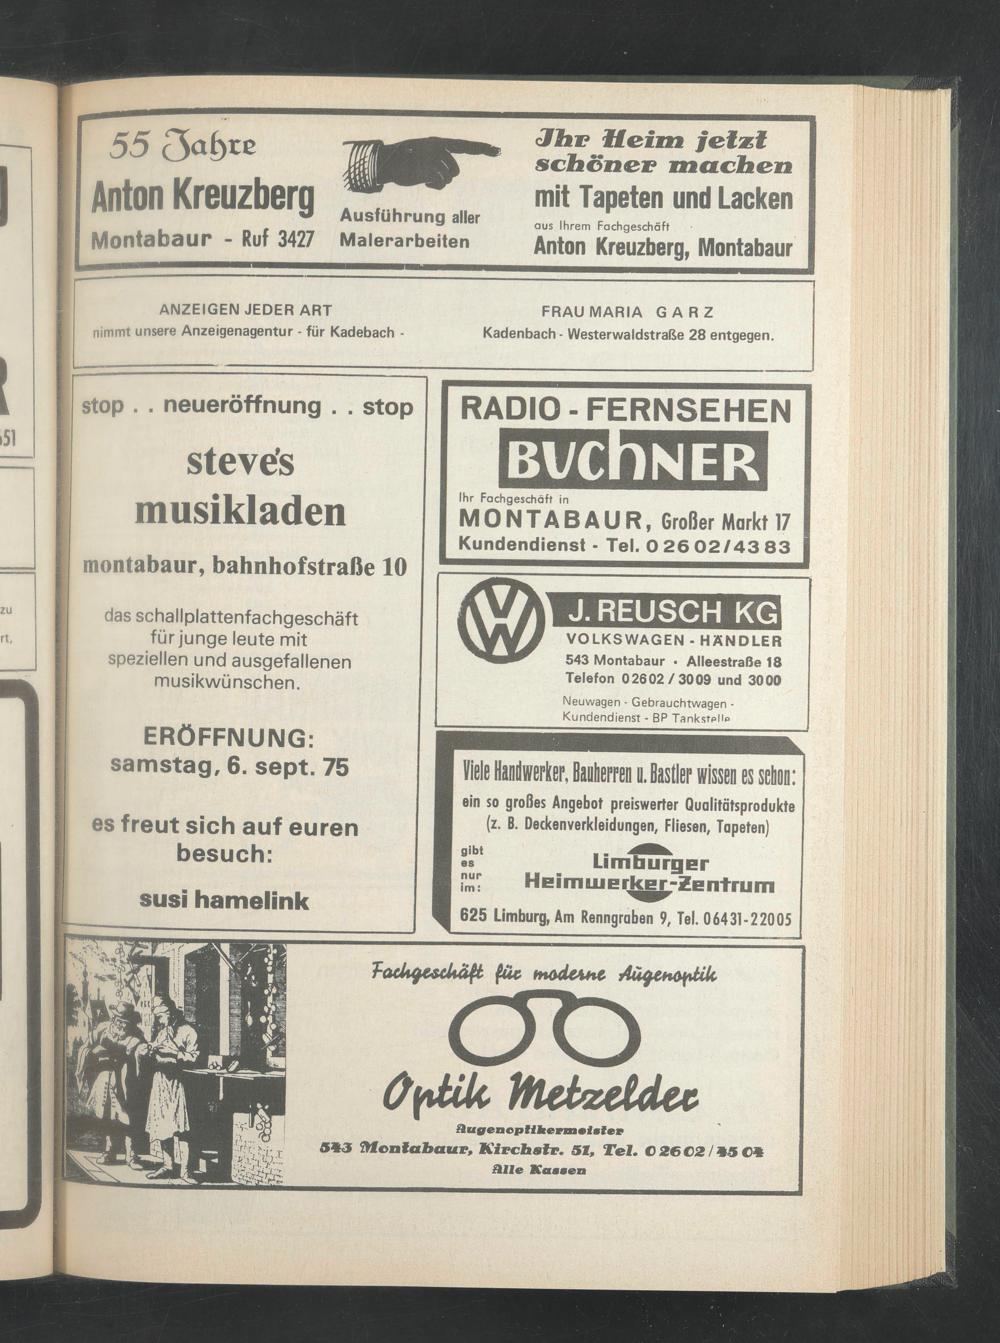 55 Jahre
Anton Kreuzberg
Montabaur - Ruf 3427
Ausführung aller
Malerarbeiten
Ihr Heim jetzt
schöner machen
mit Tapeten und Lacken
aus Ihrem Fachgeschäft
Anton Kreuzberg, Montabaur
ANZEIGEN JEDER ART
nimmt unsere Anzeigenagentur - für Kadebach -
FRAU MARIA GARZ
Kadenbach - Westerwaldstraße 28 entgegen.
stop . . neueröffnung . . stop
steve's
musikladen
montabaur, bahnhofstraße 10
das schallplattenfachgeschäft
für junge leute mit
speziellen und ausgefallenen
musikwünschen.
ERÖFFNUNG:
samstag, 6. sept. 75
es freut sich auf euren
besuch:
susi hamelink
RADIO - FERNSEHEN
BUCHNER
Ihr Fachgeschäft in
MONTABAUR, Großer Markt 17
Kundendienst - Tel. 02602/4383
VW
J. REUSCH KG
VOLKSWAGEN - HÄNDLER
543 Montabaur • Alleestraße 18
Telefon 02602 / 3009 und 3000
Neuwagen - Gebrauchtwagen -
Kundendienst - BP Tankstelle
Viele Handwerker, Bauherren u. Bastler wissen es schon:
ein so großes Angebot preiswerter Qualitätsprodukte
(z. B. Deckenverkleidungen, Fliesen, Tapeten)
gibt
es
nur
im:
Limburger
Heimwerker-Zentrum
625 Limburg, Am Renngraben 9, Tel. 06431-22005
Fachgeschäft für moderne Augenoptik
Optik Metzelder
Augenoptikermeister
543 Montabaur, Kirchstr. 51, Tel. 02602/4504
Alle Kassen
651
zu
rt,